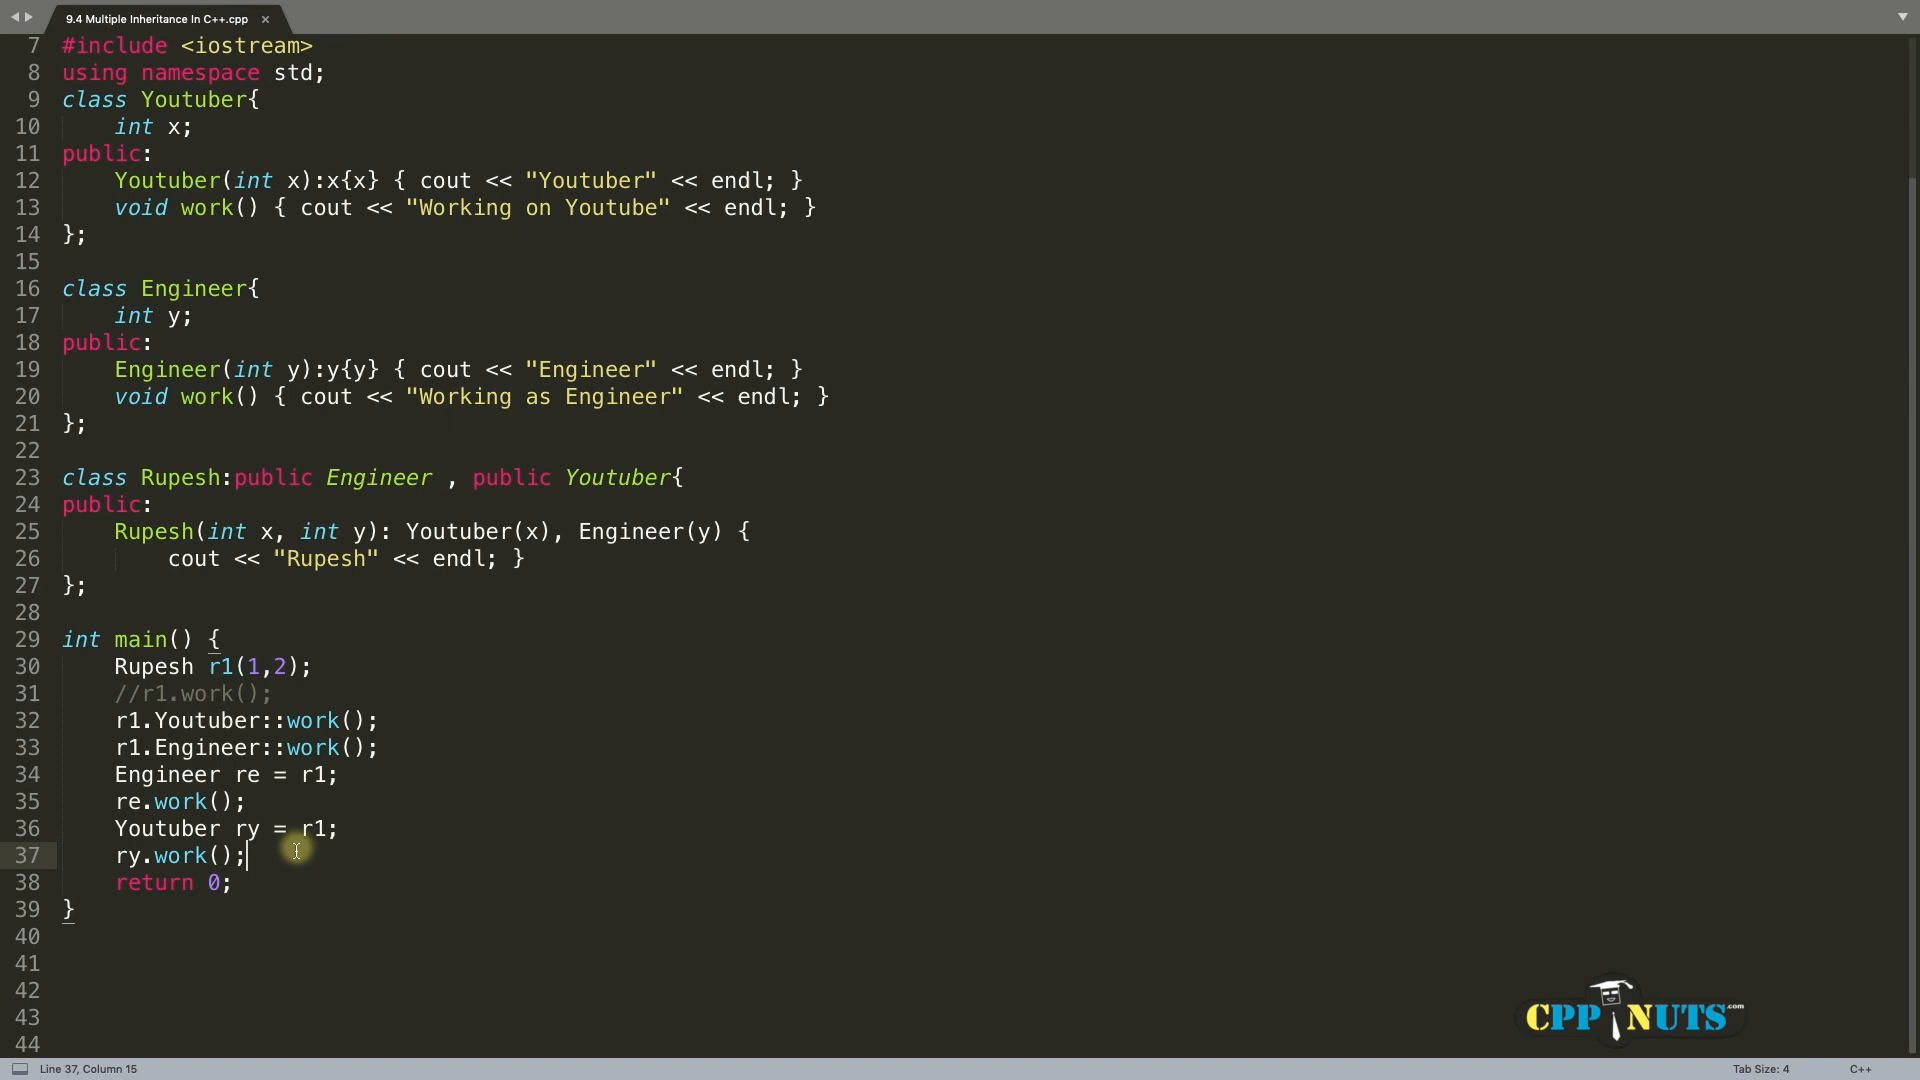 9.4 Multiple Inheritance In C++.cpp ×
7 #include <iostream>
8 using namespace std;
9 class Youtuber{
10     int x;
11 public:
12     Youtuber(int x):x{x} { cout << "Youtuber" << endl; }
13     void work() { cout << "Working on Youtube" << endl; }
14 };
15
16 class Engineer{
17     int y;
18 public:
19     Engineer(int y):y{y} { cout << "Engineer" << endl; }
20     void work() { cout << "Working as Engineer" << endl; }
21 };
22
23 class Rupesh:public Engineer , public Youtuber{
24 public:
25     Rupesh(int x, int y): Youtuber(x), Engineer(y) {
26         cout << "Rupesh" << endl; }
27 };
28
29 int main() {
30     Rupesh r1(1,2);
31     //r1.work();
32     r1.Youtuber::work();
33     r1.Engineer::work();
34     Engineer re = r1;
35     re.work();
36     Youtuber ry = r1;
37     ry.work();
38     return 0;
39 }
40
41
42
43
44
CPP NUTS .com
Line 37, Column 15 Tab Size: 4 C++